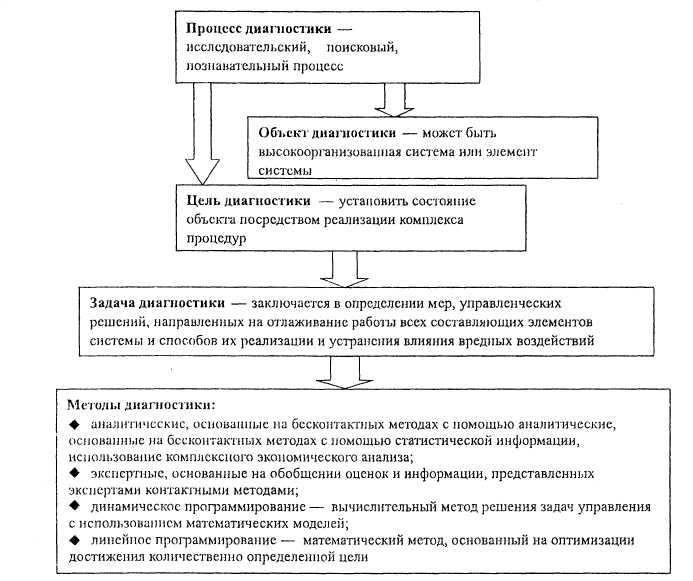 Процесс диагностики —
исследовательский, поисковый,
познавательный процесс
Объект диагностики — может быть
высокоорганизованная система или элемент
системы
Цель диагностики — установить состояние
объекта посредством реализации комплекса
процедур
Задача диагностики — заключается в определении мер, управленческих
решений, направленных на отлаживание работы всех составляющих элементов
системы и способов их реализации и устранения влияния вредных воздействий
Методы диагностики:
◆ аналитические, основанные на бесконтактных методах с помощью аналитические,
основанные на бесконтактных методах с помощью статистической информации,
использование комплексного экономического анализа;
◆ экспертные, основанные на обобщении оценок и информации, представленных
экспертами контактными методами;
◆ динамическое программирование — вычислительный метод решения задач управления
с использованием математических моделей;
◆ линейное программирование — математический метод, основанный на оптимизации
достижения количественно определенной цели